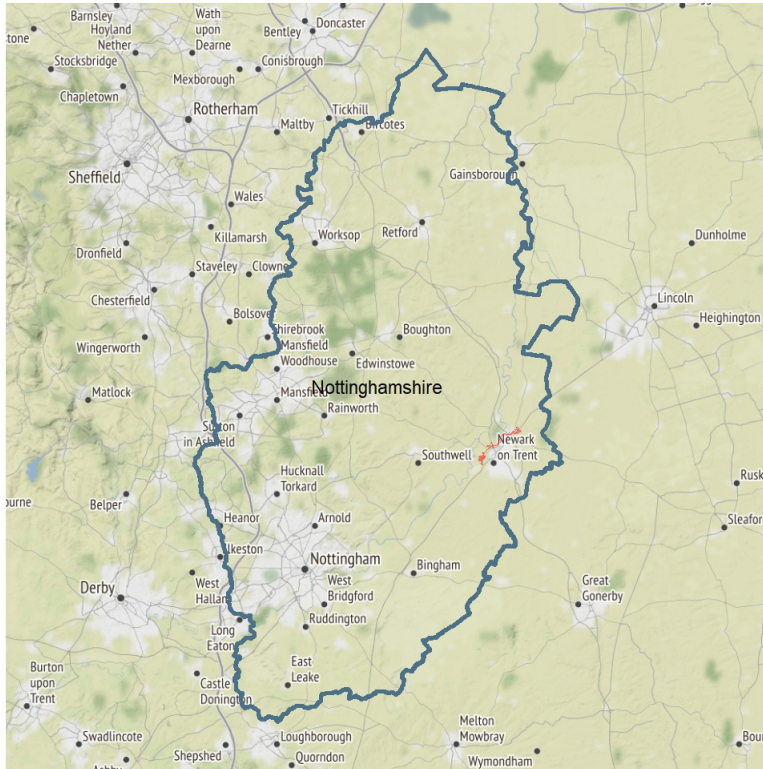 Barnsley
Hoyland
Nether
Wath
upon
Dearne
Bentley
Doncaster
Stocksbridge
Mexborough
Conisbrough
Chapletown
Rotherham
Tickhill
Maltby
Bircotes
Sheffield
Gainsborough
Wales
Killamarsh
Worksop
Retford
Dunholme
Dronfield
Staveley
Clowne
Chesterfield
Lincoln
Bolsover
Heighington
Wingerworth
Shirebrook
Mansfield
Woodhouse
Boughton
Edwinstowe
Matlock
Mansfield
Nottinghamshire
Rainworth
Sutton
in Ashfield
Newark
on Trent
Southwell
Hucknall
Torkard
Belper
Heanor
Arnold
Ilkeston
Nottingham
West
Hallam
Bingham
Derby
West
Bridgford
Great
Gonerby
Long
Eaton
Ruddington
East
Leake
Castle
Donington
Burton
upon
Trent
Swadlincote
Shepshed
Loughborough
Quorndon
Melton
Mowbray
Wymondham